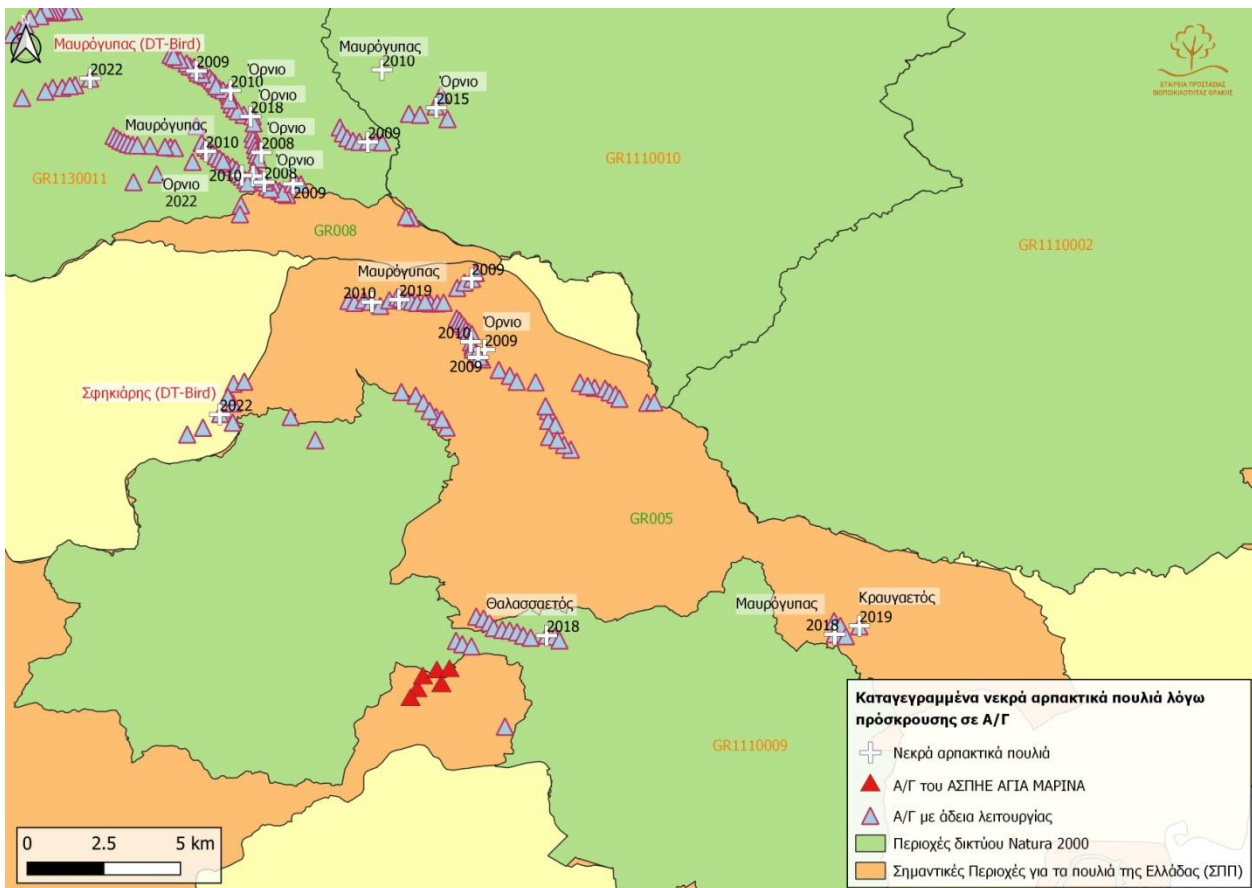 N
Μαυρόγυπας (DT-Bird)
2022
2009
Όρνιο
2010
Όρνιο
2018
Όρνιο
2008
Όρνιο
2008
2009
Μαυρόγυπας
2010
2010
Όρνιο
2022
GR1130011
Μαυρόγυπας
2010
Όρνιο
2015
2009
GR1110010
GR1110002
ΕΤΑΙΡΕΙΑ ΠΡΟΣΤΑΣΙΑΣ
ΒΙΟΠΟΙΚΙΛΟΤΗΤΑΣ ΘΡΑΚΗΣ
GR008
Μαυρόγυπας
2009
2010
2019
Όρνιο
2010
2009
2009
Σφηκιάρης (DT-Bird)
2022
GR005
Θαλασσαετός
2018
Μαυρόγυπας
2018
Κραυγαετός
2019
GR1110009
0 2.5 5 km
Καταγεγραμμένα νεκρά αρπακτικά πουλιά λόγω
πρόσκρουσης σε Α/Γ
Νεκρά αρπακτικά πουλιά
Α/Γ του ΑΣΠΗΕ ΑΓΙΑ ΜΑΡΙΝΑ
Α/Γ με άδεια λειτουργίας
Περιοχές δικτύου Natura 2000
Σημαντικές Περιοχές για τα πουλιά της Ελλάδας (ΣΠΠ)